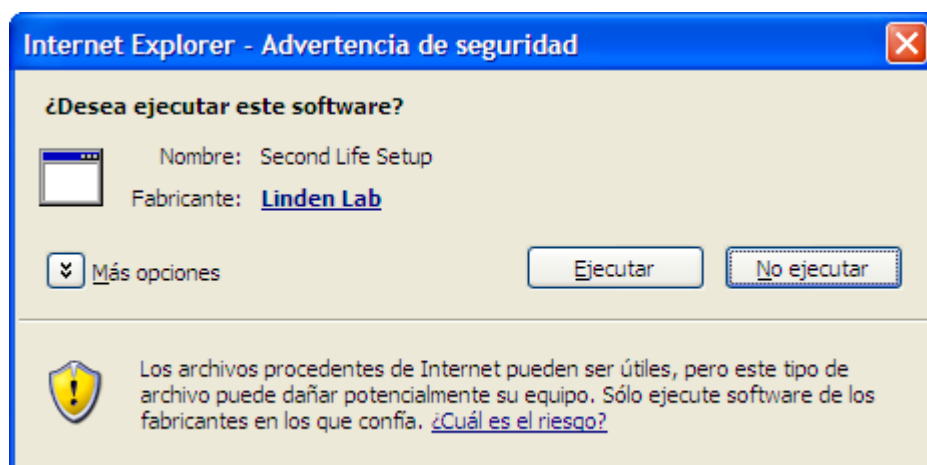 Internet Explorer - Advertencia de seguridad
¿Desea ejecutar este software?
Nombre: Second Life Setup
Fabricante: Linden Lab
Más opciones
Ejecutar
No ejecutar
Los archivos procedentes de Internet pueden ser útiles, pero este tipo de
archivo puede dañar potencialmente su equipo. Sólo ejecute software de los
fabricantes en los que confía. ¿Cuál es el riesgo?